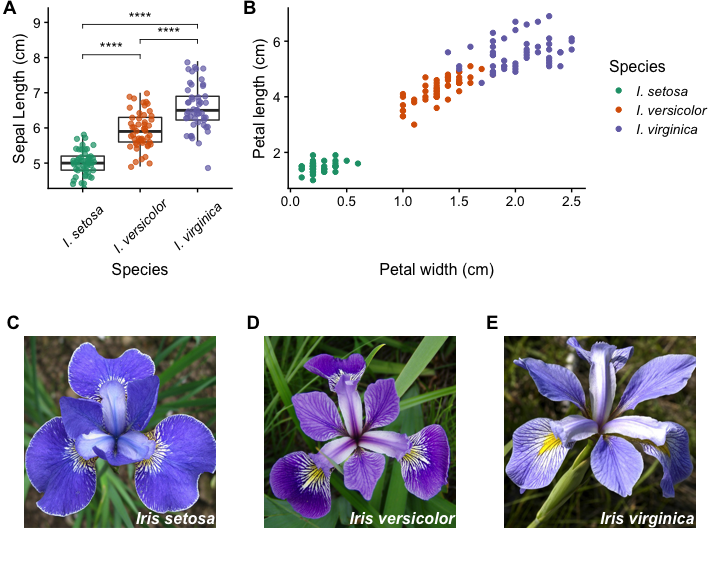 A
B
Sepal Length (cm)
9
8
7
6
5
****
****
****
I. setosa
I. versicolor
I. virginica
Species
Petal length (cm)
6
4
2
0.0
0.5
1.0
1.5
2.0
2.5
Petal width (cm)
Species
I. setosa
I. versicolor
I. virginica
C
D
E
Iris setosa
Iris versicolor
Iris virginica